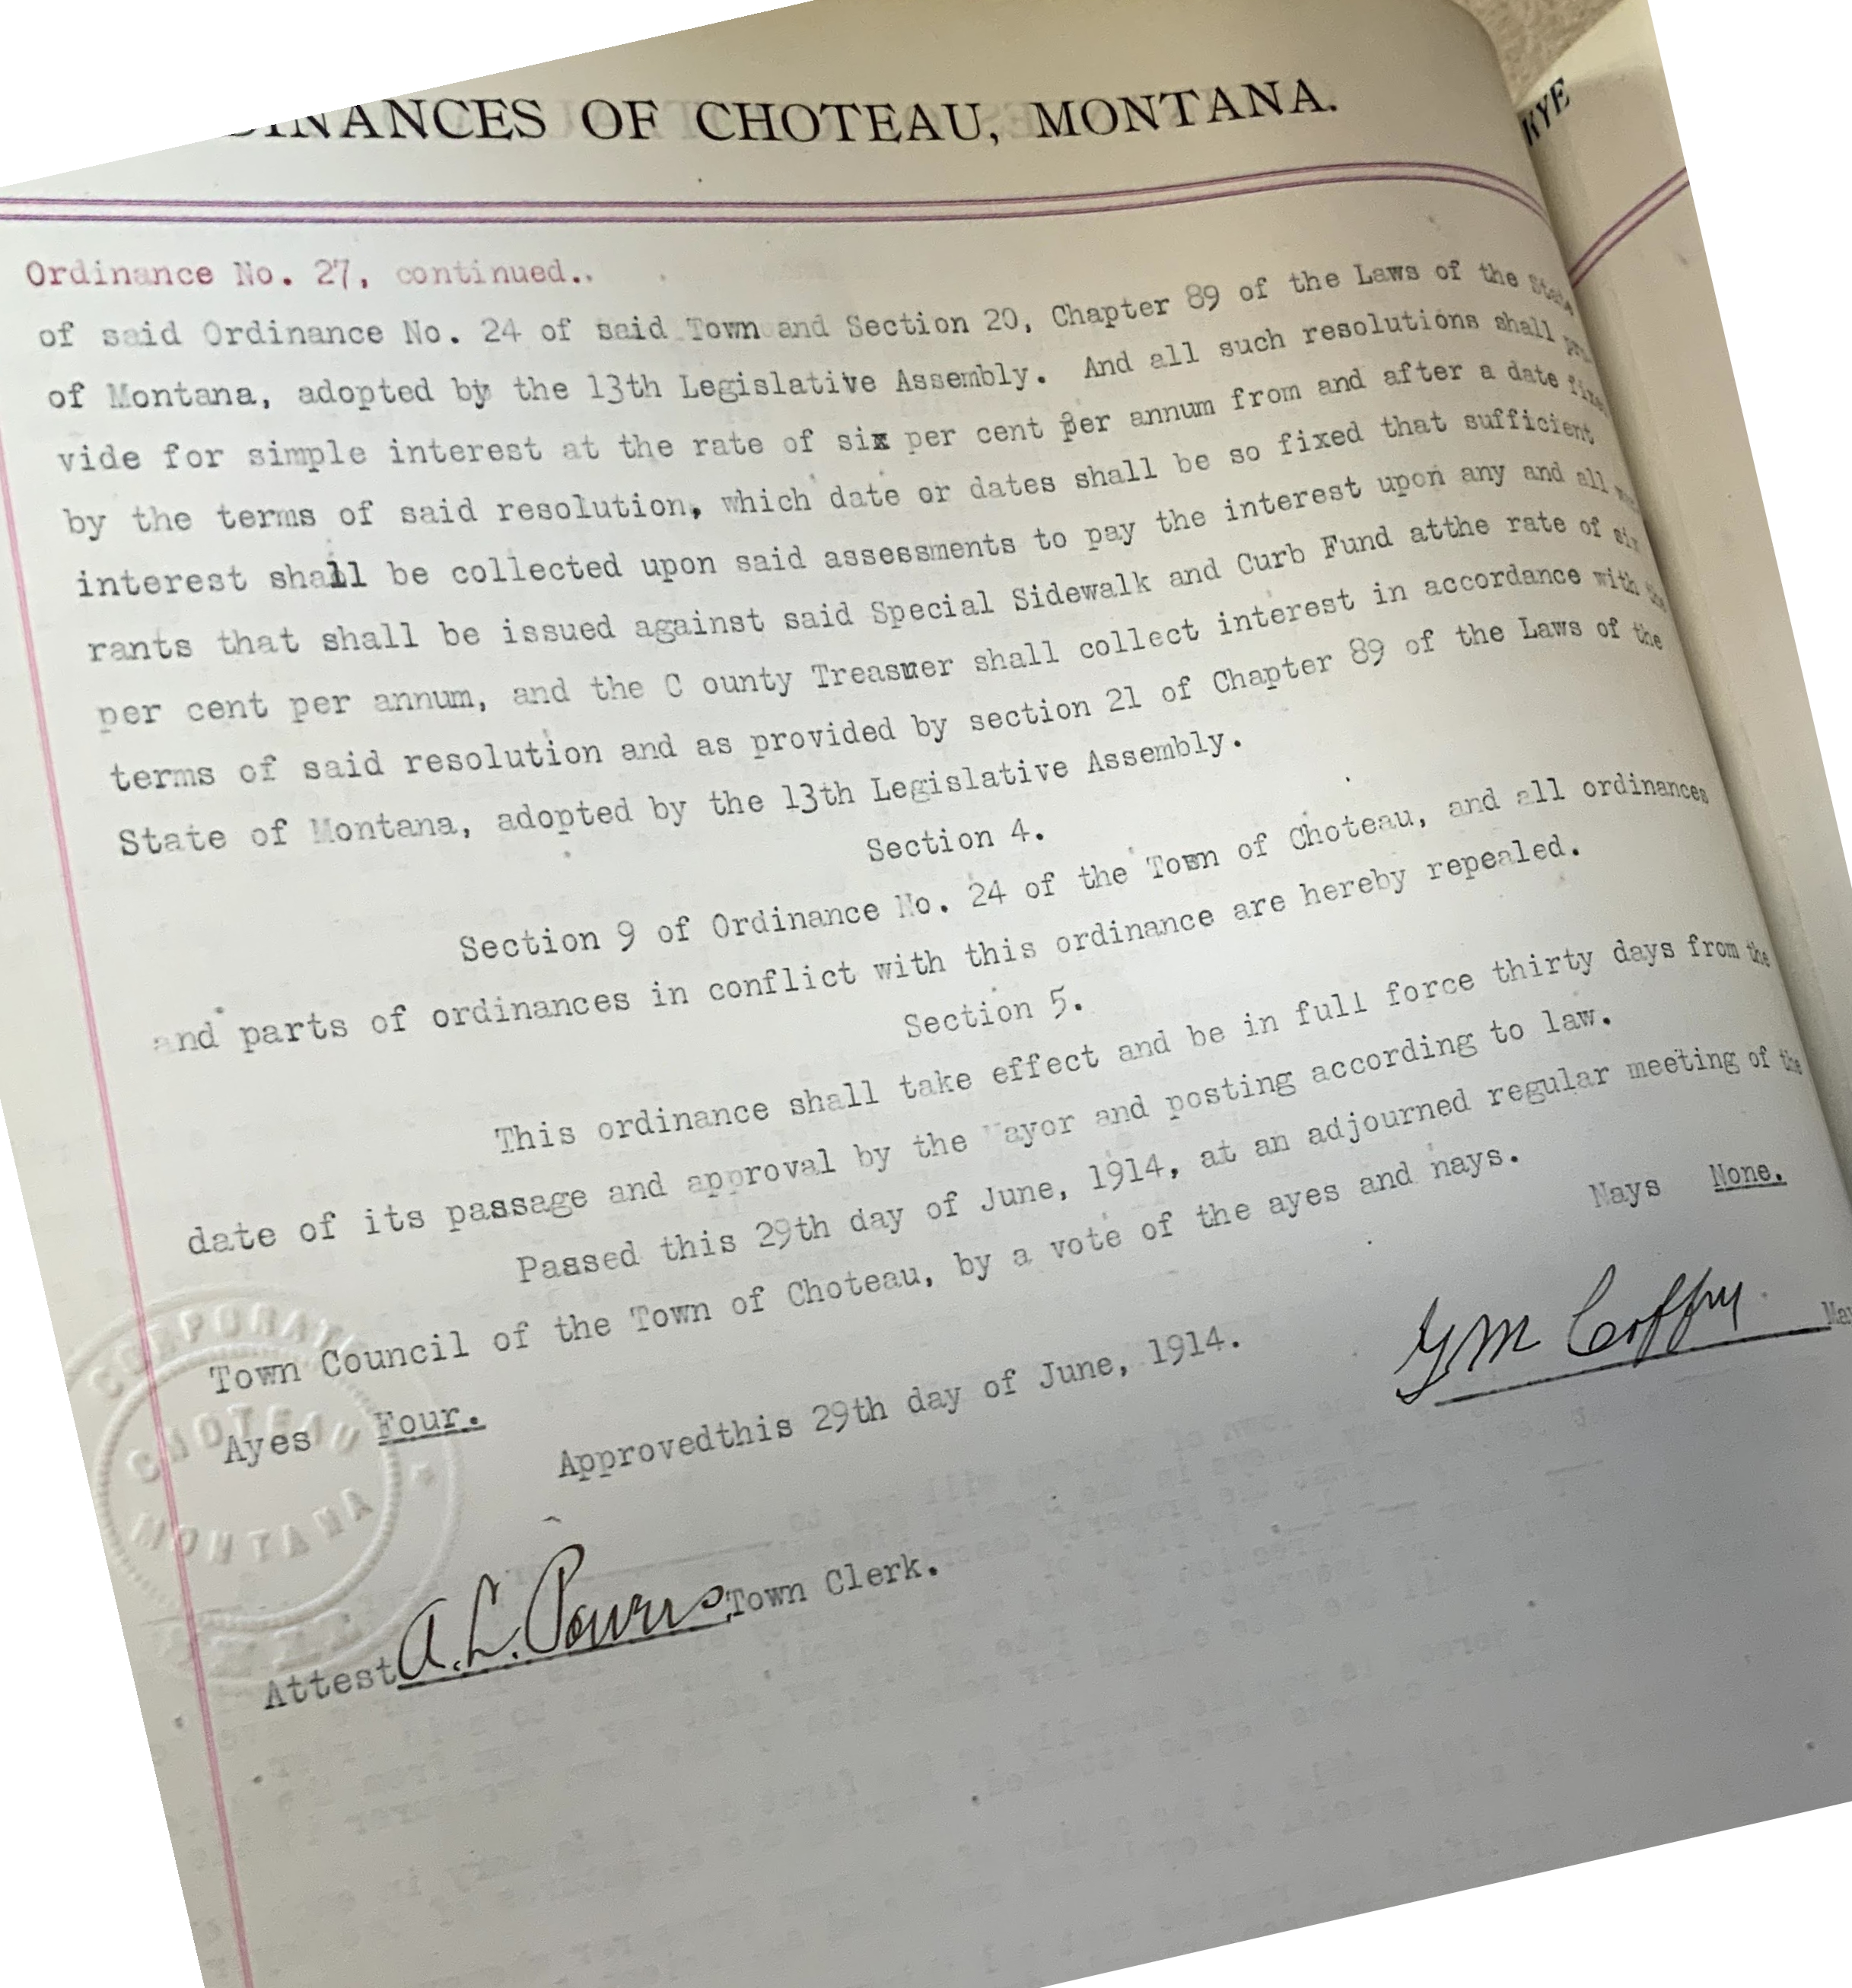 DINANCES OF CHOTEAU, MONTANA.
KYE
Ordinance No. 27, continued..
of said Ordinance No. 24 of said Town and Section 20, Chapter 89 of the Laws of the State
of Montana, adopted by the 13th Legislative Assembly. And all such resolutions shall pro
vide for simple interest at the rate of six per cent per annum from and after a date fixed
by the terms of said resolution, which date or dates shall be so fixed that sufficient
interest shall be collected upon said assessments to pay the interest upon any and all
rants that shall be issued against said Special Sidewalk and Curb Fund atthe rate of six
per cent per annum, and the C ounty Treasuer shall collect interest in accordance with the
terms of said resolution and as provided by section 21 of Chapter 89 of the Laws of the
State of Montana, adopted by the 13th Legislative Assembly.
Section 4.
Section 9 of Ordinance No. 24 of the Town of Choteau, and all ordinances
and parts of ordinances in conflict with this ordinance are hereby repealed.
Section 5.
This ordinance shall take effect and be in full force thirty days from the
date of its passage and approval by the Mayor and posting according to law.
Passed this 29th day of June, 1914, at an adjourned regular meeting of the
Town Council of the Town of Choteau, by a vote of the ayes and nays.
Ayes Four. Nays None.
Approvedthis 29th day of June, 1914.
G M Coffey Ma
CORPORATE
CHOTEAU
MONTANA
SEAL
Attest A. L. Powers Town Clerk.